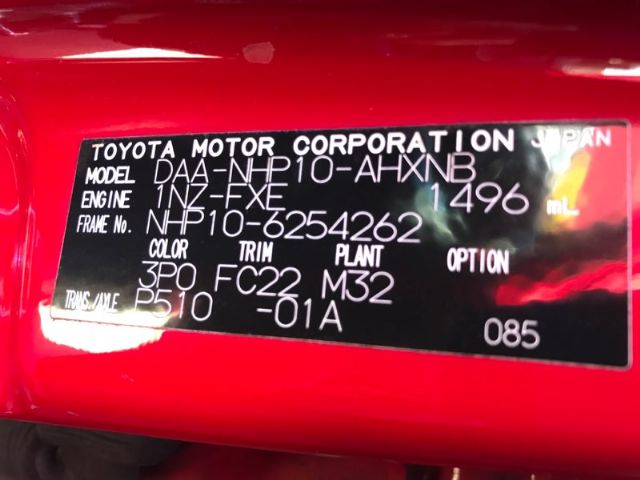 TOYOTA MOTOR CORPORATION JAPAN
MODEL DAA-NHP10-AHXNB
ENGINE 1NZ-FXE 1496 mL
FRAME No. NHP10-6254262
COLOR TRIM PLANT OPTION
3P0 FC22 M32
TRANS./AXLE P510 -01A
085